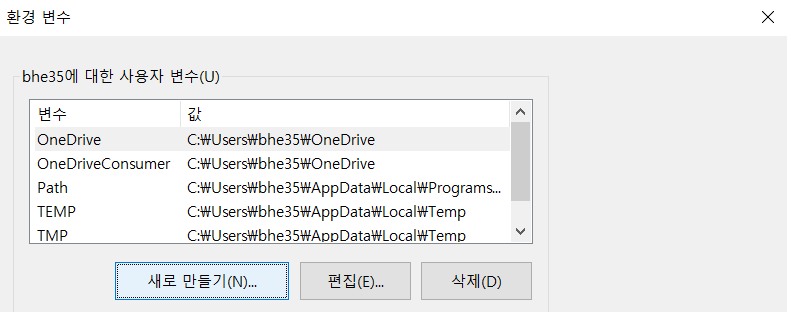 환경 변수
bhe35에 대한 사용자 변수(U)
변수 값
OneDrive C:₩Users₩bhe35₩OneDrive
OneDriveConsumer C:₩Users₩bhe35₩OneDrive
Path C:₩Users₩bhe35₩AppData₩Local₩Programs...
TEMP C:₩Users₩bhe35₩AppData₩Local₩Temp
TMP C:₩Users₩bhe35₩AppData₩Local₩Temp
새로 만들기(N)... 편집(E)... 삭제(D)